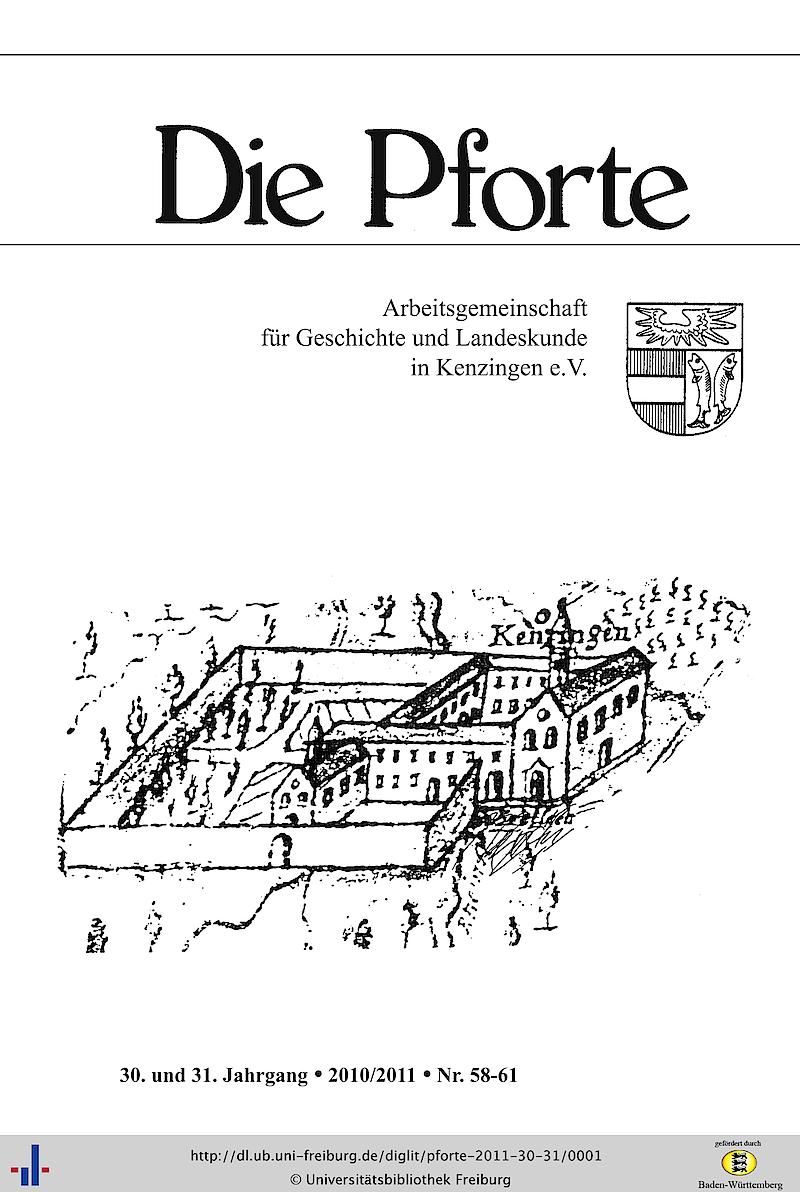 Die Pforte
Arbeitsgemeinschaft
für Geschichte und Landeskunde
in Kenzingen e.V.
Kenzingen
30. und 31. Jahrgang • 2010/2011 • Nr. 58-61
http://dl.ub.uni-freiburg.de/diglit/pforte-2011-30-31/0001
© Universitätsbibliothek Freiburg
gefördert durch
Baden-Württemberg